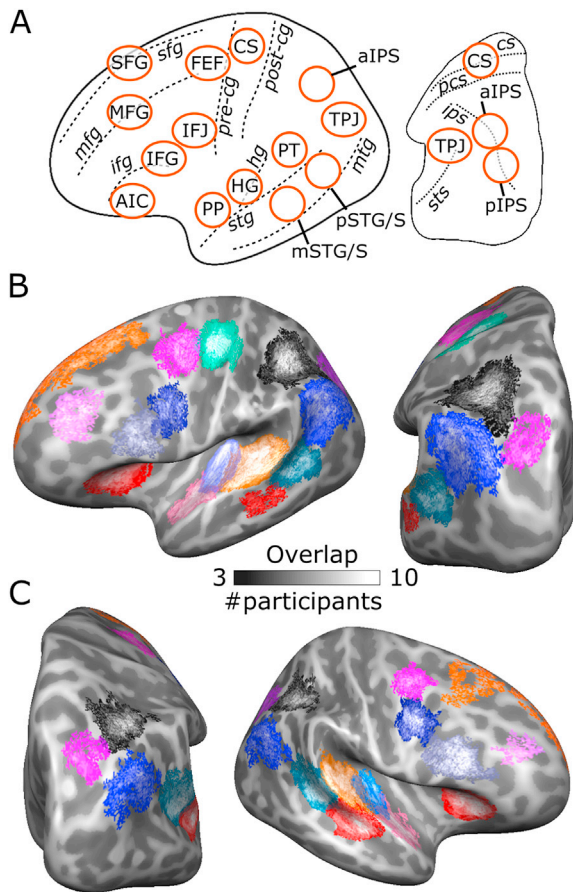 A
SFG
sfg
FEF
CS
post-cg
pre-cg
aIPS
MFG
mfg
IFJ
TPJ
ifg
IFG
hg
PT
mtg
AIC
PP
HG
stg
pSTG/S
mSTG/S
cs
CS
pcs
aIPS
ips
TPJ
sts
pIPS
B
Overlap
3 10
#participants
C